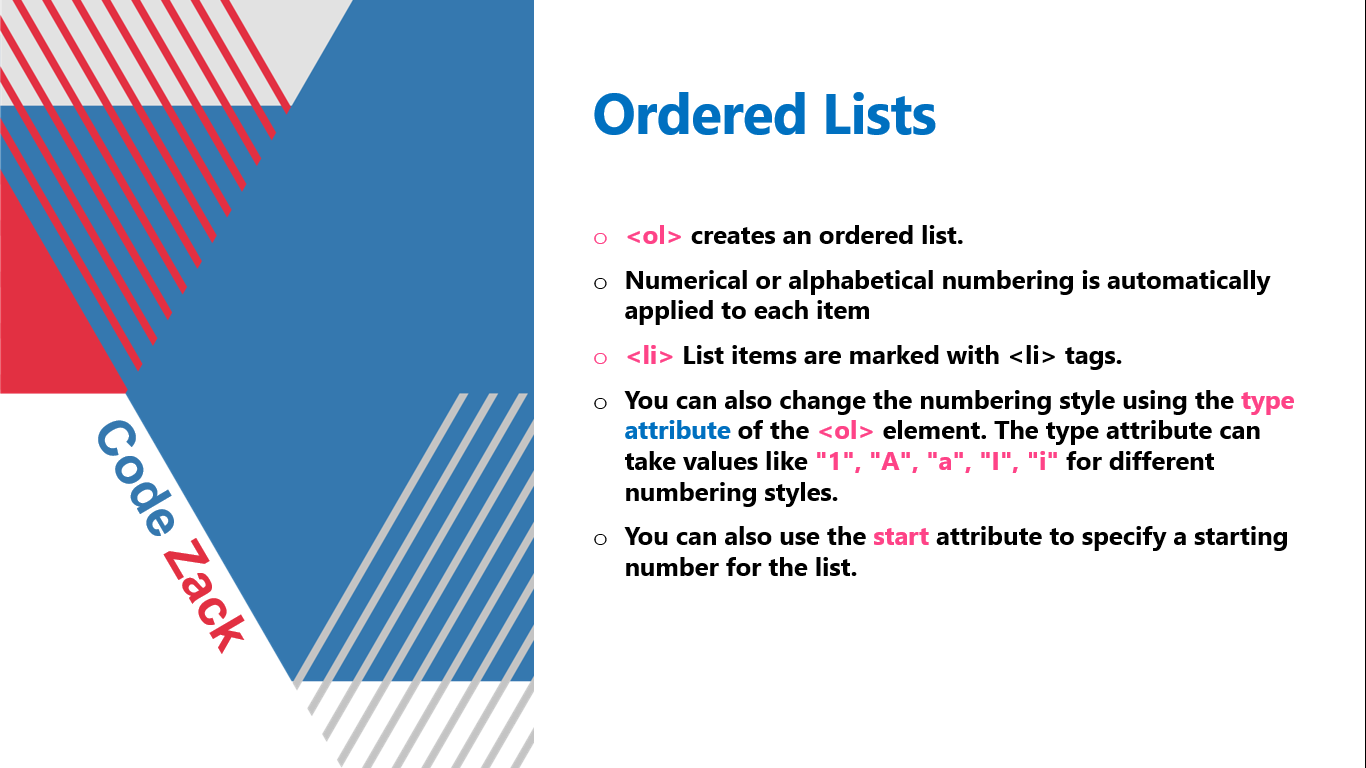 Ordered Lists
o <ol> creates an ordered list.
o Numerical or alphabetical numbering is automatically
applied to each item
o <li> List items are marked with <li> tags.
o You can also change the numbering style using the type
attribute of the <ol> element. The type attribute can
take values like "1", "A", "a", "I", "i" for different
numbering styles.
o You can also use the start attribute to specify a starting
number for the list.
Code Zack